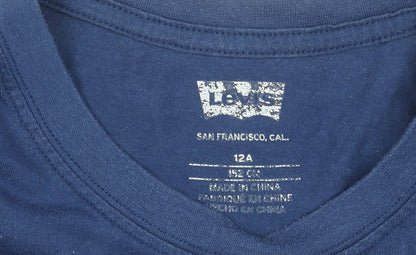 Levi's
SAN FRANCISCO, CAL.
12A
152 CM
MADE IN CHINA
FABRIQUÉ EN CHINE
HECHO EN CHINA